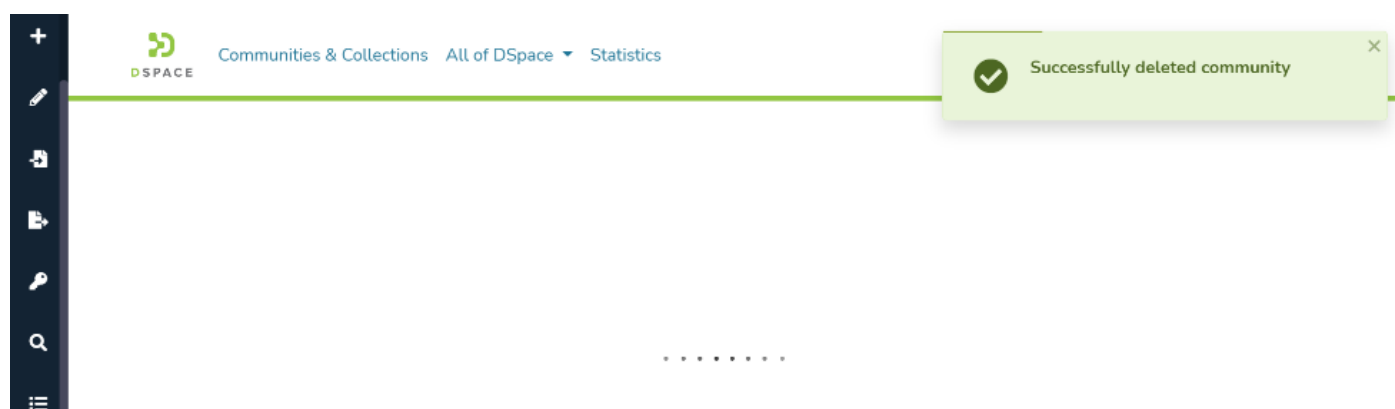 DSPACE
Communities & Collections All of DSpace Statistics
Successfully deleted community